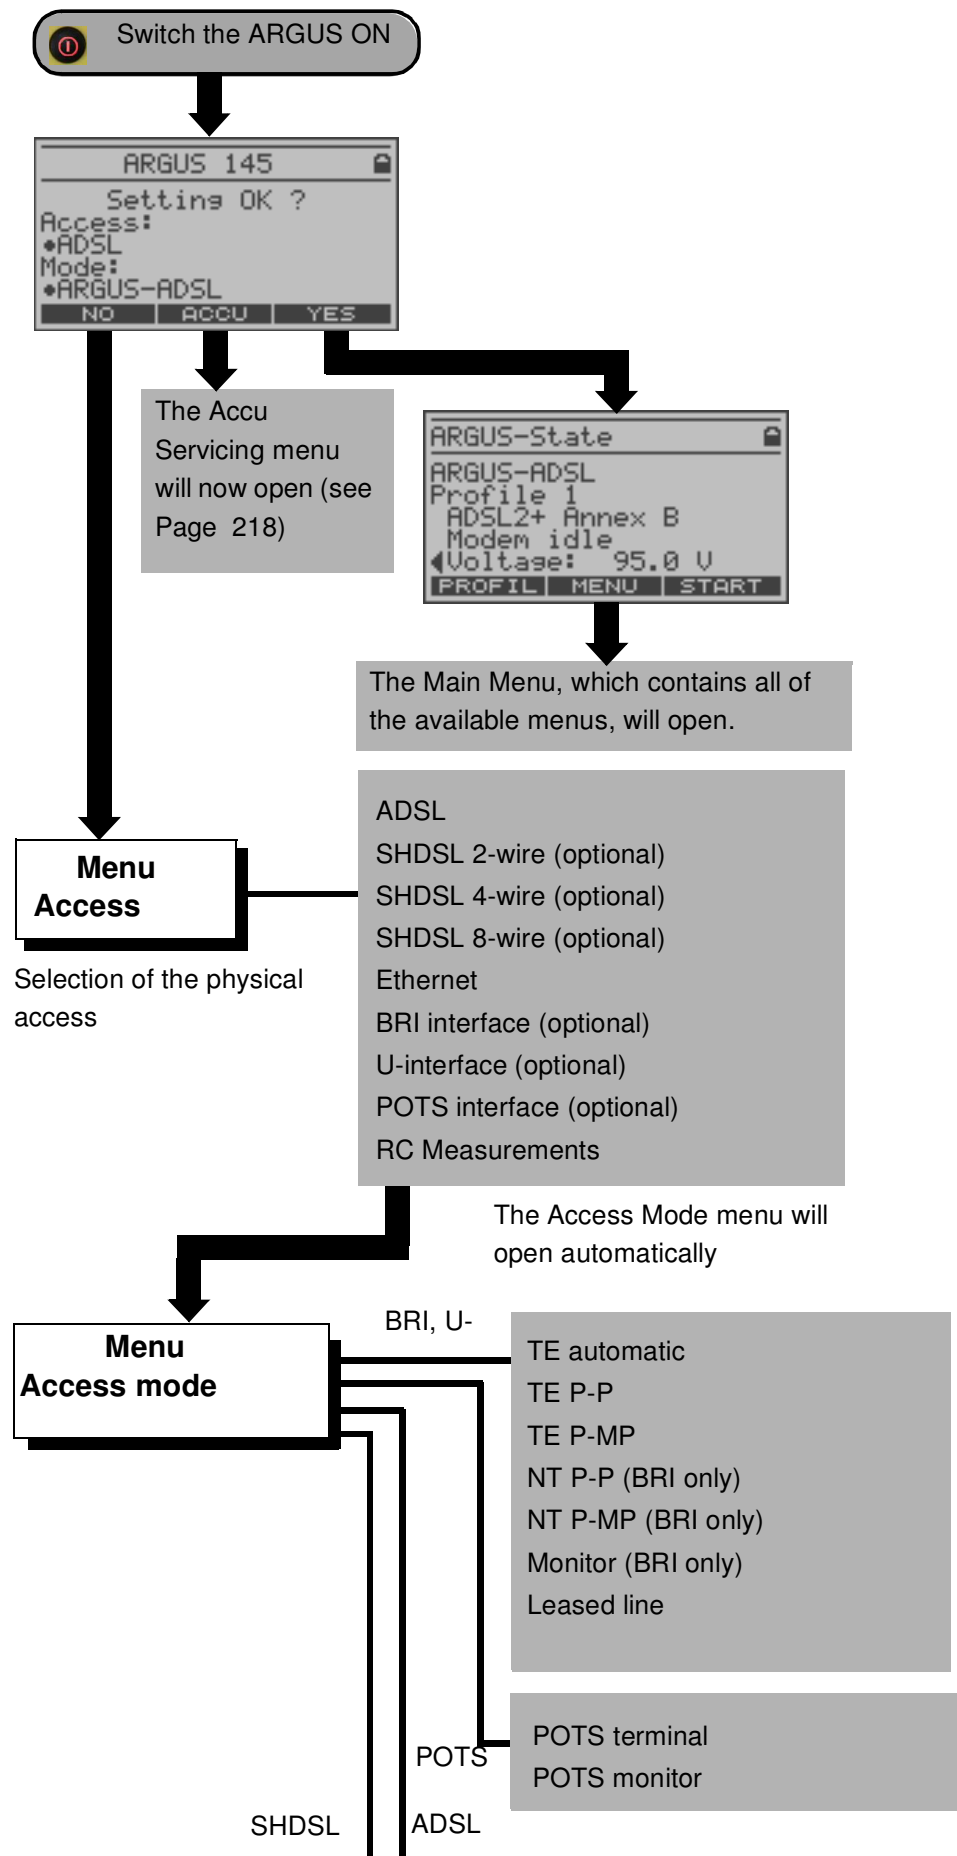 Switch the ARGUS ON
ARGUS 145
Setting OK ?
Access:
•ADSL
Mode:
•ARGUS-ADSL
NO ACCU YES
The Accu
Servicing menu
will now open (see
Page 218)
ARGUS-State
ARGUS-ADSL
Profile 1
ADSL2+ Annex B
Modem idle
Voltage: 95.0 V
PROFIL MENU START
The Main Menu, which contains all of
the available menus, will open.
Menu
Access
Selection of the physical
access
ADSL
SHDSL 2-wire (optional)
SHDSL 4-wire (optional)
SHDSL 8-wire (optional)
Ethernet
BRI interface (optional)
U-interface (optional)
POTS interface (optional)
RC Measurements
The Access Mode menu will
open automatically
Menu
Access mode
BRI, U-
TE automatic
TE P-P
TE P-MP
NT P-P (BRI only)
NT P-MP (BRI only)
Monitor (BRI only)
Leased line
POTS
POTS terminal
POTS monitor
SHDSL
ADSL